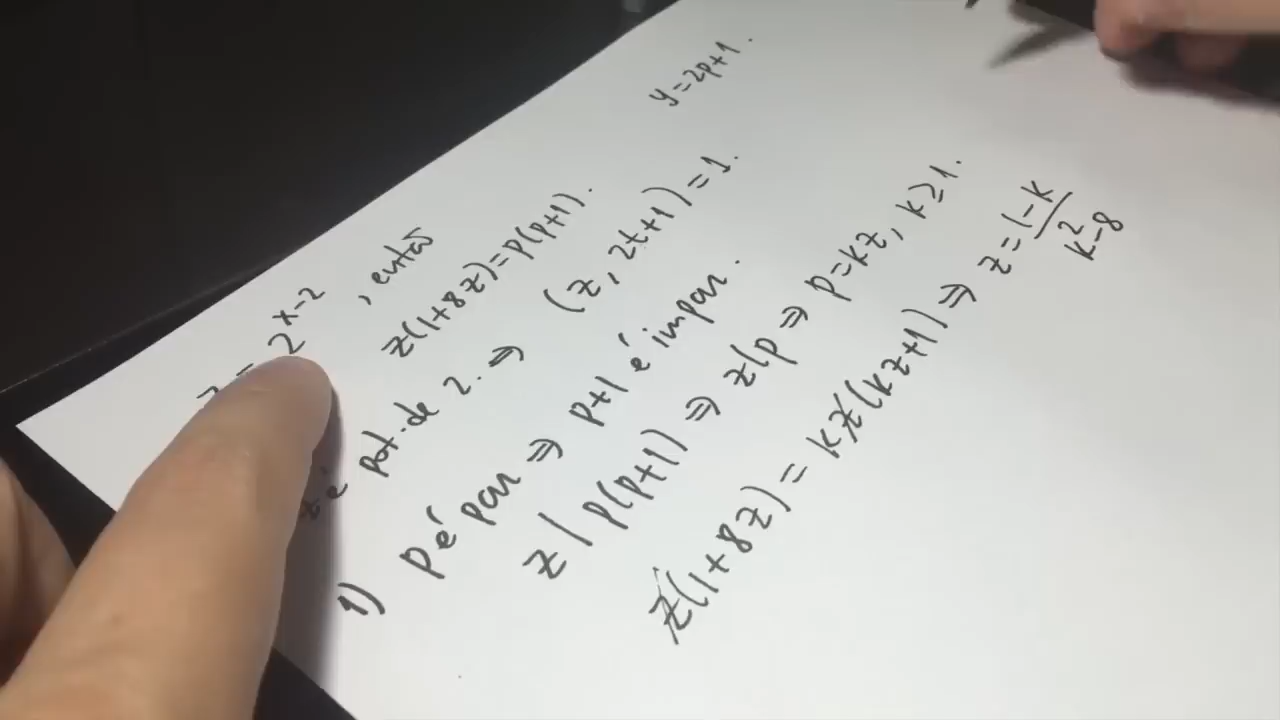 y=2p+1.
z = 2^{x-2}, então
z(1+8z)=p(p+1).
z é pot. de 2. ⇒ (z, 2t+1)=1.
1) p é par ⇒ p+1 é impar.
z | p(p+1) ⇒ z|p ⇒ p=kz, k≥1.
z(1+8z) = kz(kz+1) ⇒ z = (1-k)/(k²-8)